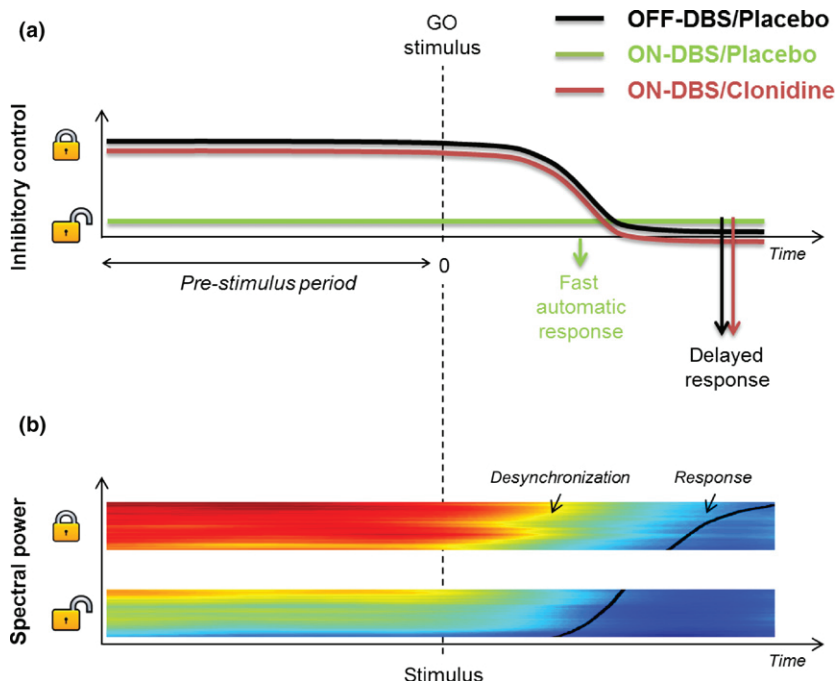 (a)
GO
stimulus
OFF-DBS/Placebo
ON-DBS/Placebo
ON-DBS/Clonidine
Inhibitory control
Time
0
Pre-stimulus period
Fast
automatic
response
Delayed
response
(b)
Desynchronization
Response
Spectral power
Time
Stimulus